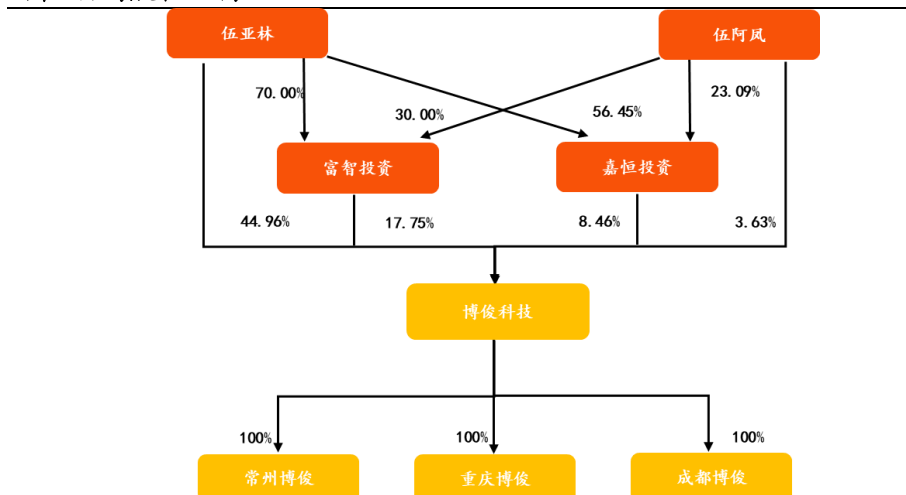 伍亚林
伍阿凤
70.00%
30.00%
56.45%
23.09%
富智投资
嘉恒投资
44.96%
17.75%
8.46%
3.63%
博俊科技
100%
100%
100%
常州博俊
重庆博俊
成都博俊